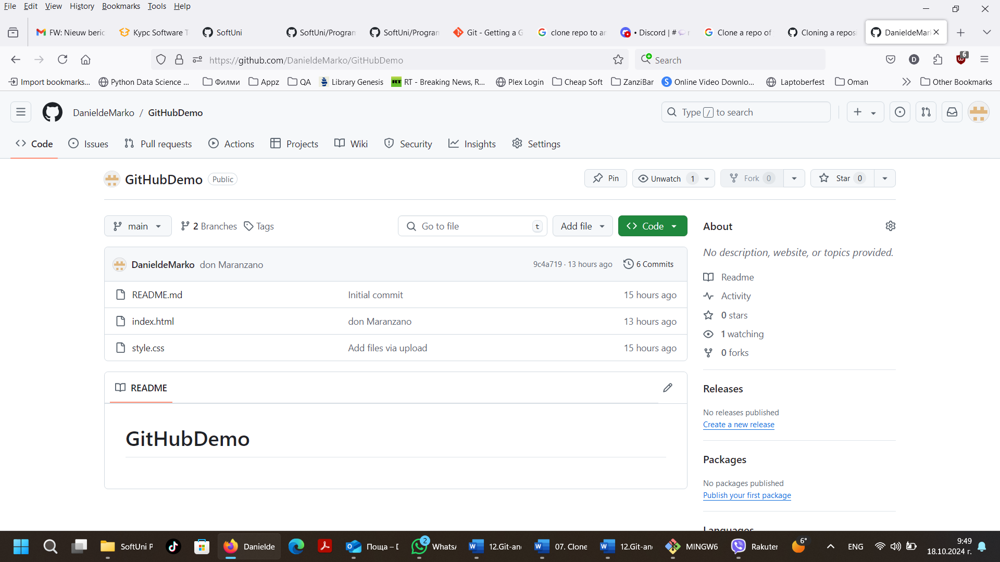 File Edit View History Bookmarks Tools Help
FW: Nieuw beric Курс Software T SoftUni SoftUni/Program SoftUni/Program Git - Getting a G clone repo to an • Discord | # Clone a repo of Cloning a reposi DanieldeMar
https://github.com/DanieldeMarko/GitHubDemo Search D 6
Import bookmarks... Python Data Science ... Филми Appz QA Library Genesis RT RT - Breaking News, R... Plex Login Cheap Soft ZanziBar S Online Video Downlo... Laptoberfest Oman Other Bookmarks
DanieldeMarko / GitHubDemo Type / to search
Code Issues Pull requests Actions Projects Wiki Security Insights Settings
GitHubDemo Public Pin Unwatch 1 Fork 0 Star 0
main 2 Branches Tags Go to file t Add file Code
DanieldeMarko don Maranzano 9c4a719 · 13 hours ago 6 Commits
README.md Initial commit 15 hours ago
index.html don Maranzano 13 hours ago
style.css Add files via upload 15 hours ago
README
GitHubDemo
About
No description, website, or topics provided.
Readme
Activity
0 stars
1 watching
0 forks
Releases
No releases published
Create a new release
Packages
No packages published
Publish your first package
Languages
SoftUni P Danielde Поща – 2 WhatsA 12.Git-an 07. Clone 12.Git-an MINGW6 Rakuten 6° ENG 9:49
18.10.2024 г.